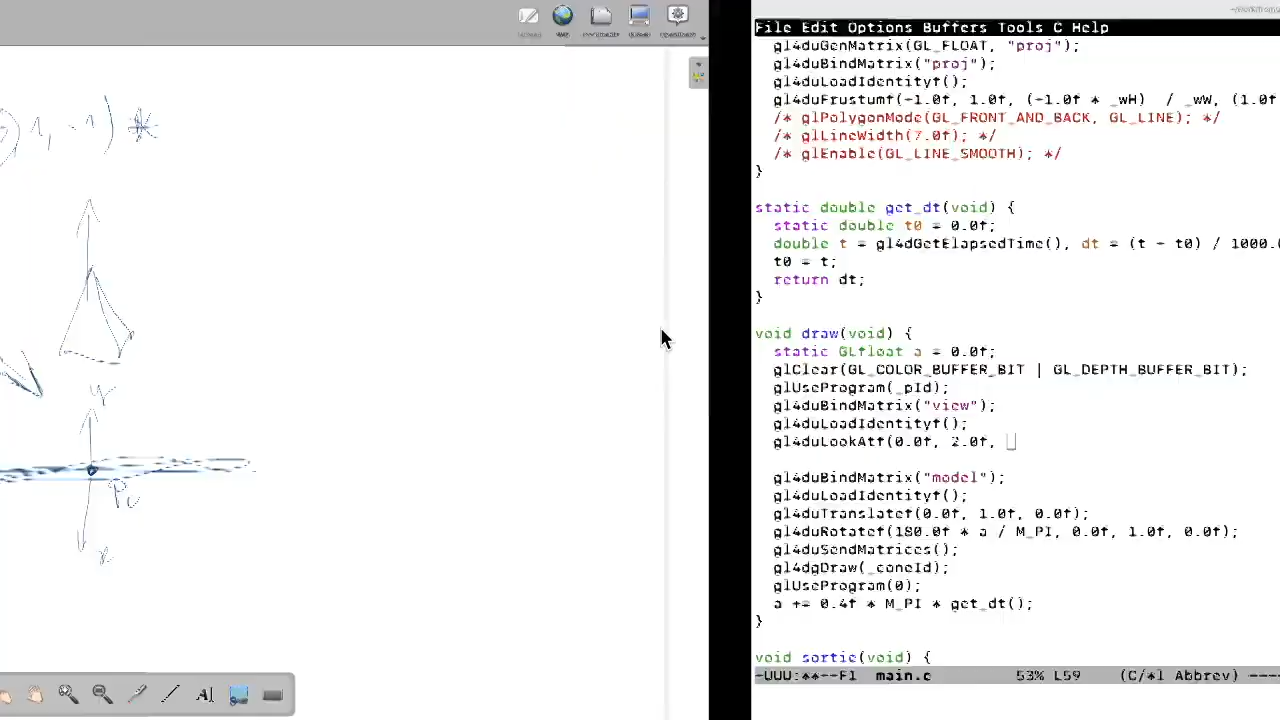 1, -1) *
y
Pc
x
File Edit Options Buffers Tools C Help
gl4duGenMatrix(GL_FLOAT, "proj");
gl4duBindMatrix("proj");
gl4duLoadIdentityf();
gl4duFrustumf(-1.0f, 1.0f, (-1.0f * _wH) / _wW, (1.0f
/* glPolygonMode(GL_FRONT_AND_BACK, GL_LINE); */
/* glLineWidth(7.0f); */
/* glEnable(GL_LINE_SMOOTH); */
}
static double get_dt(void) {
static double t0 = 0.0f;
double t = gl4dGetElapsedTime(), dt = (t - t0) / 1000.0
t0 = t;
return dt;
}
void draw(void) {
static GLfloat a = 0.0f;
glClear(GL_COLOR_BUFFER_BIT | GL_DEPTH_BUFFER_BIT);
glUseProgram(_pId);
gl4duBindMatrix("view");
gl4duLoadIdentityf();
gl4duLookAtf(0.0f, 2.0f,
gl4duBindMatrix("model");
gl4duLoadIdentityf();
gl4duTranslatef(0.0f, 1.0f, 0.0f);
gl4duRotatef(180.0f * a / M_PI, 0.0f, 1.0f, 0.0f);
gl4duSendMatrices();
gl4dgDraw(_coneId);
glUseProgram(0);
a += 0.4f * M_PI * get_dt();
}
void sortie(void) {
-UUU:**--F1 main.c 53% L59 (C/*l Abbrev) ----